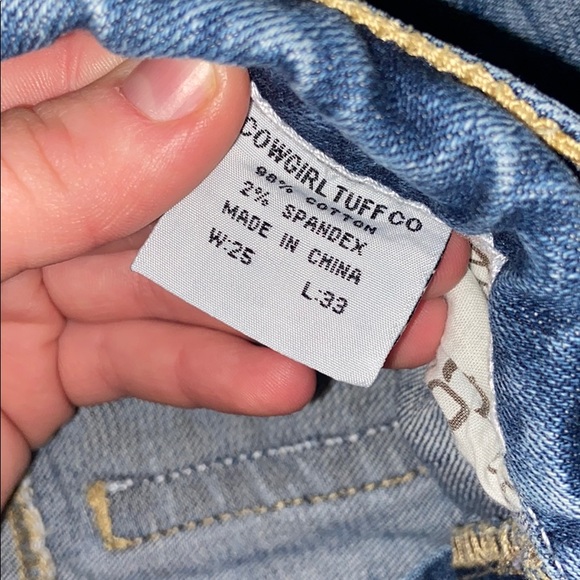 COWGIRL TUFF CO
98% COTTON
2% SPANDEX
MADE IN CHINA
W:25 L:33